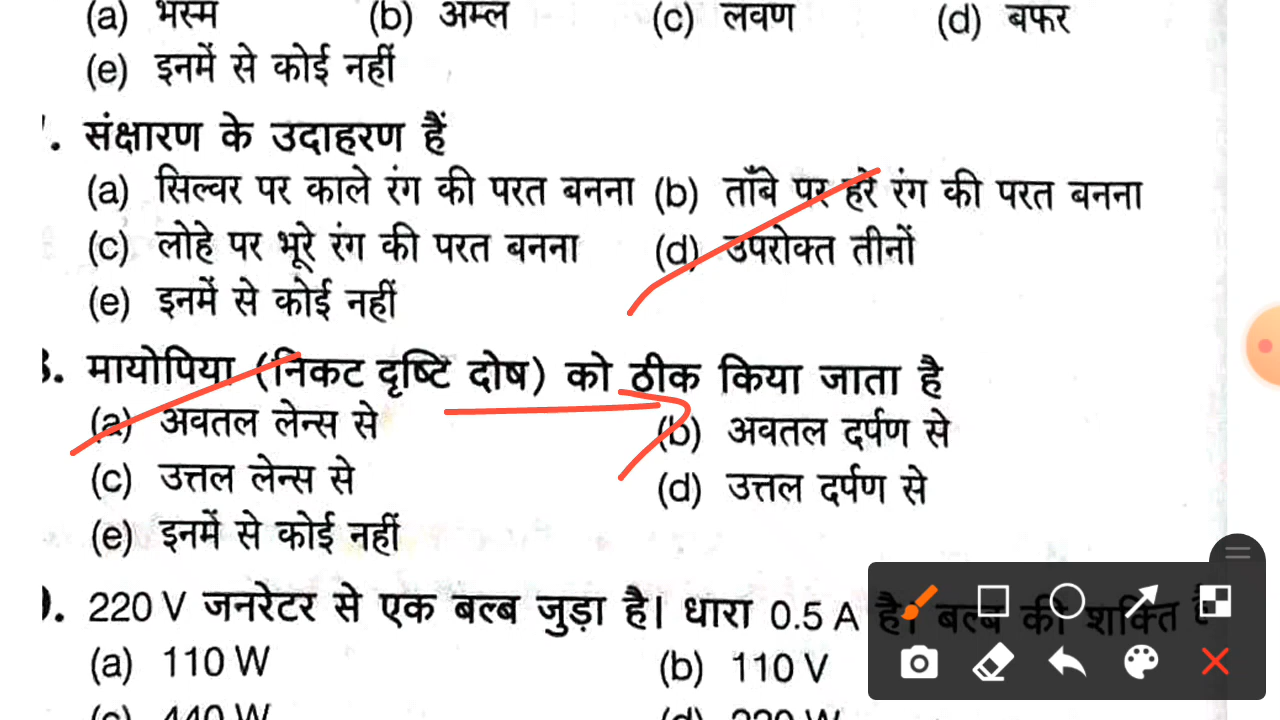 (a) भस्म (b) अम्ल (c) लवण (d) बफर
(e) इनमें से कोई नहीं
. संक्षारण के उदाहरण हैं
(a) सिल्वर पर काले रंग की परत बनना (b) ताँबे पर हरे रंग की परत बनना
(c) लोहे पर भूरे रंग की परत बनना (d) उपरोक्त तीनों
(e) इनमें से कोई नहीं
. मायोपिया (निकट दृष्टि दोष) को ठीक किया जाता है
(a) अवतल लेन्स से (b) अवतल दर्पण से
(c) उत्तल लेन्स से (d) उत्तल दर्पण से
(e) इनमें से कोई नहीं
. 220 V जनरेटर से एक बल्ब जुड़ा है। धारा 0.5 A है। बल्ब की शक्ति है
(a) 110 W (b) 110 V
(c) 440 W (d) 220 W